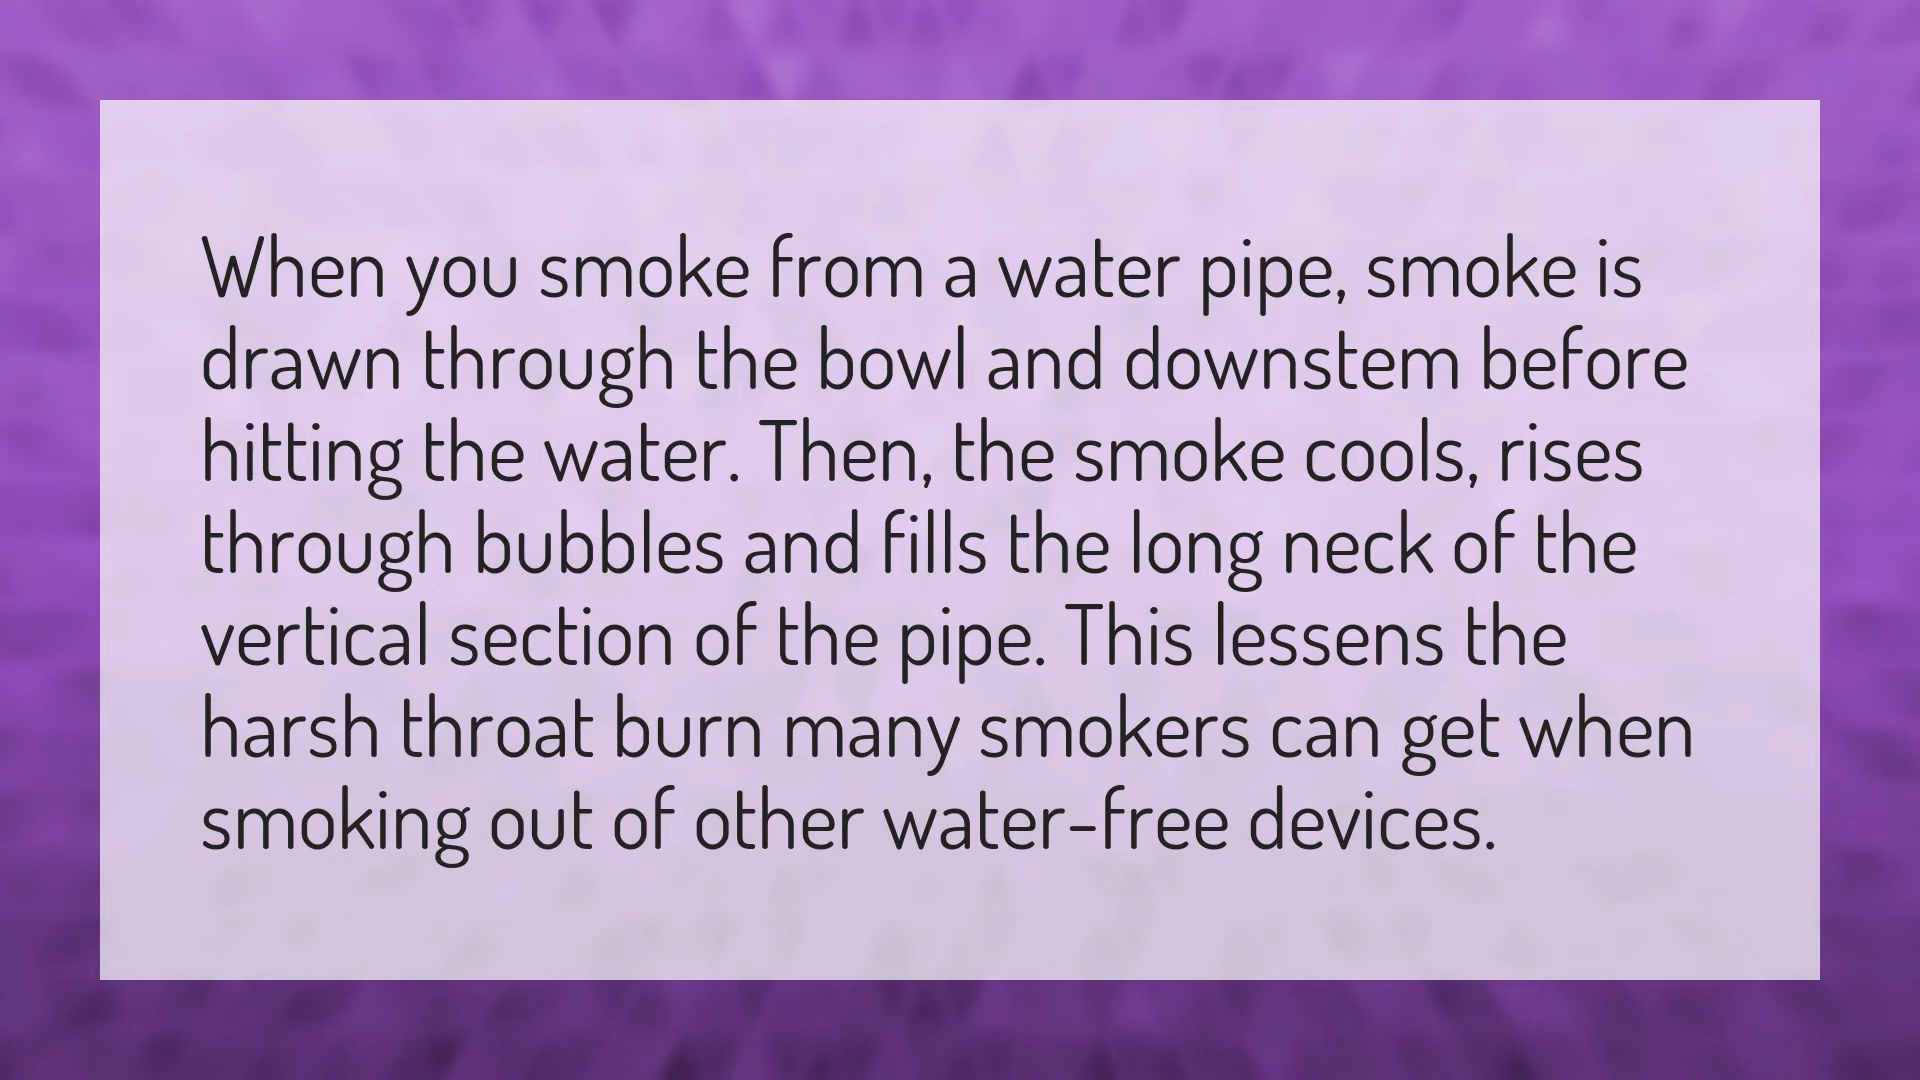 When you smoke from a water pipe, smoke is
drawn through the bowl and downstem before
hitting the water. Then, the smoke cools, rises
through bubbles and fills the long neck of the
vertical section of the pipe. This lessens the
harsh throat burn many smokers can get when
smoking out of other water-free devices.